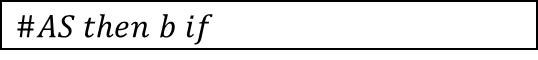 #AS then b if